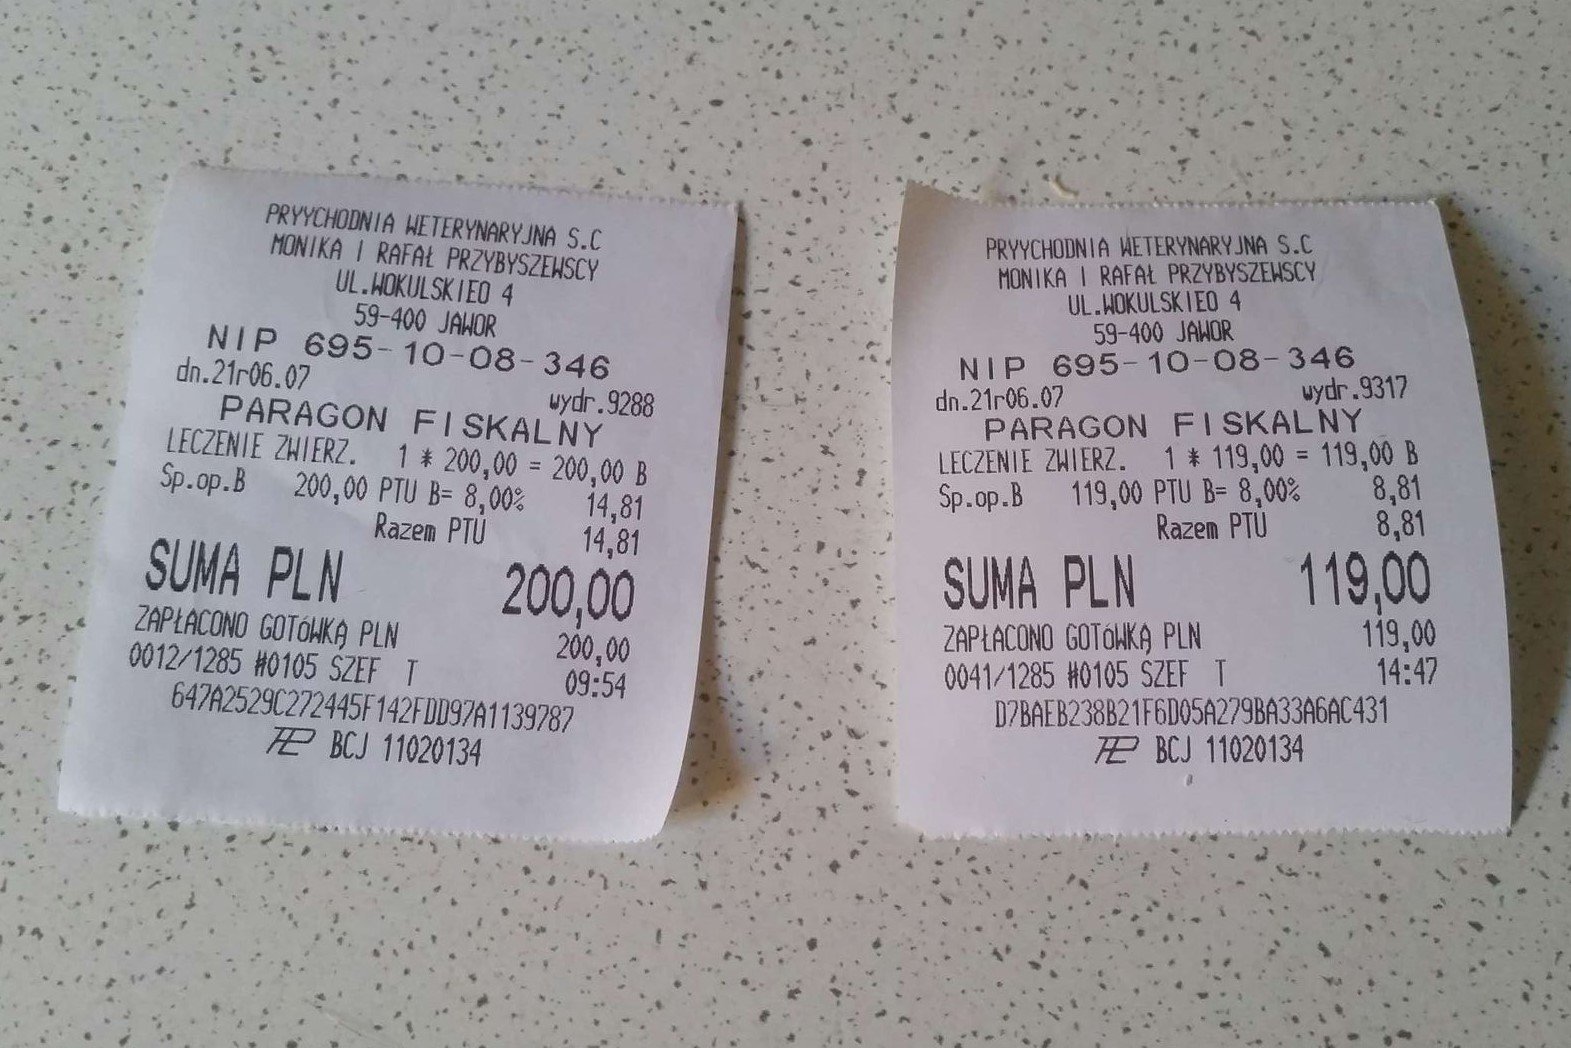 PRYYCHODNIA WETERYNARYJNA S.C
MONIKA I RAFAŁ PRZYBYSZEWSCY
UL.WOKULSKIEO 4
59-400 JAWOR
NIP 695-10-08-346
dn.21r06.07 wydr.9288
PARAGON FISKALNY
LECZENIE ZWIERZ. 1 * 200,00 = 200,00 B
Sp.op.B 200,00 PTU B= 8,00% 14,81
Razem PTU 14,81
SUMA PLN 200,00
ZAPŁACONO GOTÓWKĄ PLN 200,00
0012/1285 #0105 SZEF T 09:54
647A2529C272445F142FDD97A1139787
BCJ 11020134
PRYYCHODNIA WETERYNARYJNA S.C
MONIKA I RAFAŁ PRZYBYSZEWSCY
UL.WOKULSKIEO 4
59-400 JAWOR
NIP 695-10-08-346
dn.21r06.07 wydr.9317
PARAGON FISKALNY
LECZENIE ZWIERZ. 1 * 119,00 = 119,00 B
Sp.op.B 119,00 PTU B= 8,00% 8,81
Razem PTU 8,81
SUMA PLN 119,00
ZAPŁACONO GOTÓWKĄ PLN 119,00
0041/1285 #0105 SZEF T 14:47
D7BAEB238B21F6D05A279BA33A6AC431
BCJ 11020134